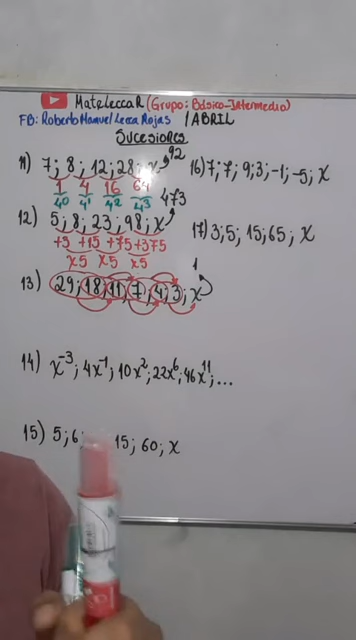 MateLeccaR (Grupo: Básico-Intermedio)
FB: Roberto Manuel Lecca Rojas / ABRIL
Sucesiones
11) 7; 8; 12; 28; x 92
1 4 16 64
4⁰ 4¹ 4² 4³
12) 5; 8; 23; 98; x 473
+3 +15 +75 +375
x5 x5 x5
13) 29; 18; 11; 7; 4; 3; x 1
14) x⁻³; 4x⁻¹; 10x²; 22x⁶; 46x¹¹; ...
15) 5; 6; 15; 60; x
16) 7; 7; 9; 3; -1; -5; x
17) 3; 5; 15; 65; x